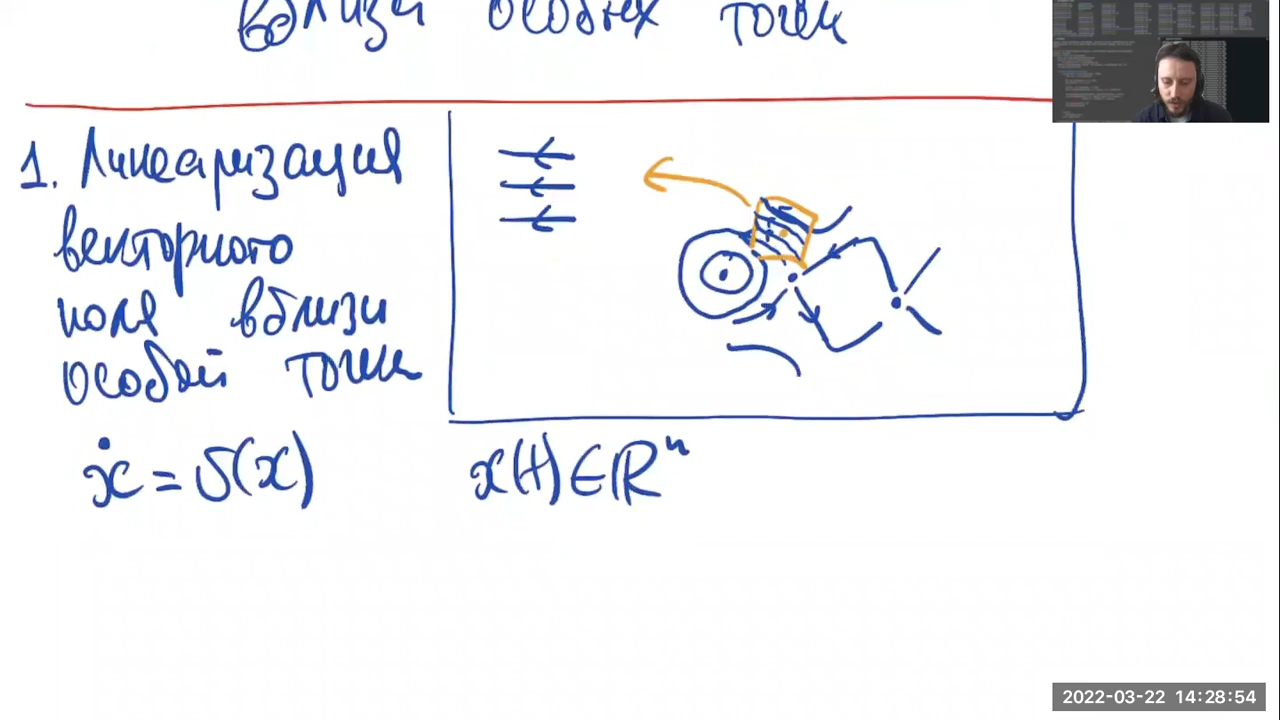 вблизи особых точек
1. Линеаризация
векторного
поля вблизи
особой точки
ẋ = v(x) x(t) ∈ ℝⁿ
2022-03-22 14:28:54